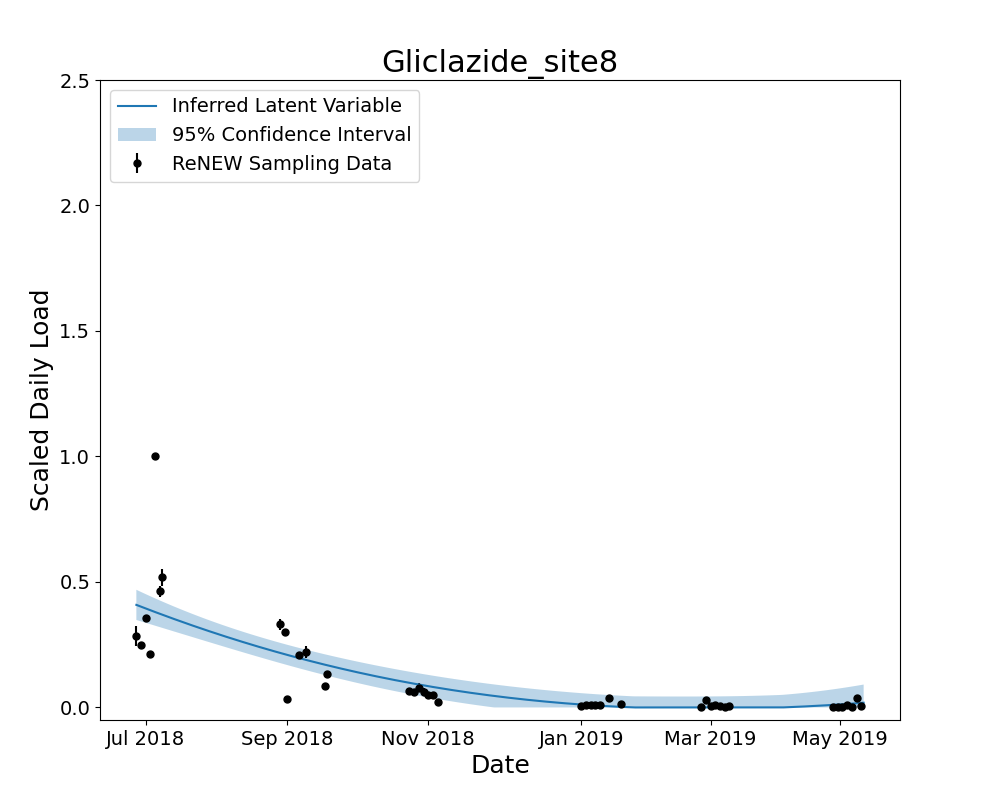 Gliclazide_site8
Inferred Latent Variable
95% Confidence Interval
ReNEW Sampling Data
Scaled Daily Load
2.5
2.0
1.5
1.0
0.5
0.0
Jul 2018 Sep 2018 Nov 2018 Jan 2019 Mar 2019 May 2019
Date